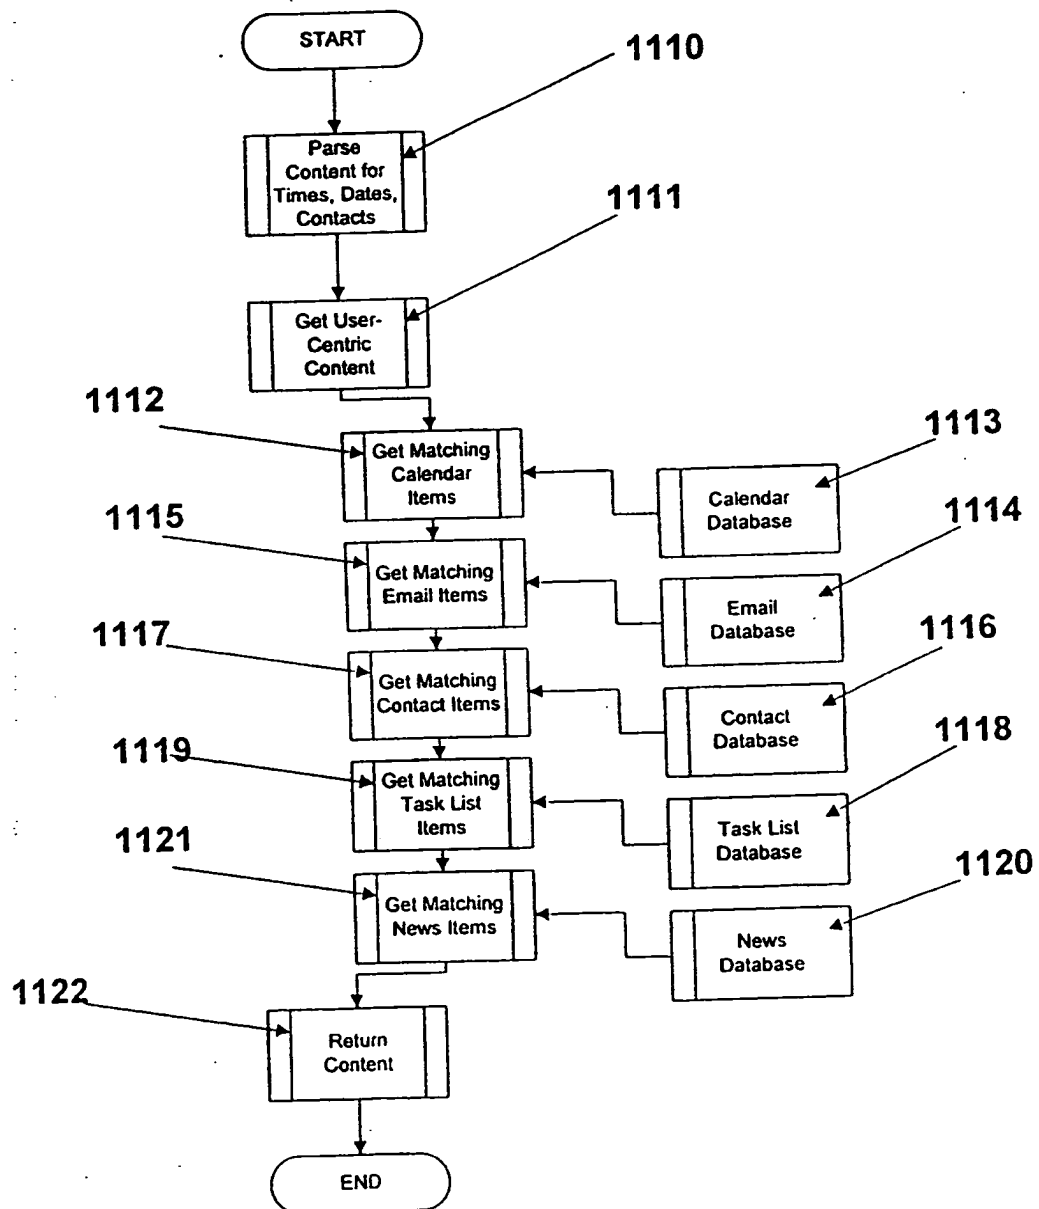 START
1110
Parse
Content for
Times, Dates,
Contacts
1111
Get User-
Centric
Content
1112
Get Matching
Calendar
Items
1113
Calendar
Database
1115
Get Matching
Email Items
1114
Email
Database
1117
Get Matching
Contact Items
1116
Contact
Database
1119
Get Matching
Task List
Items
1118
Task List
Database
1121
Get Matching
News Items
1120
News
Database
1122
Return
Content
END